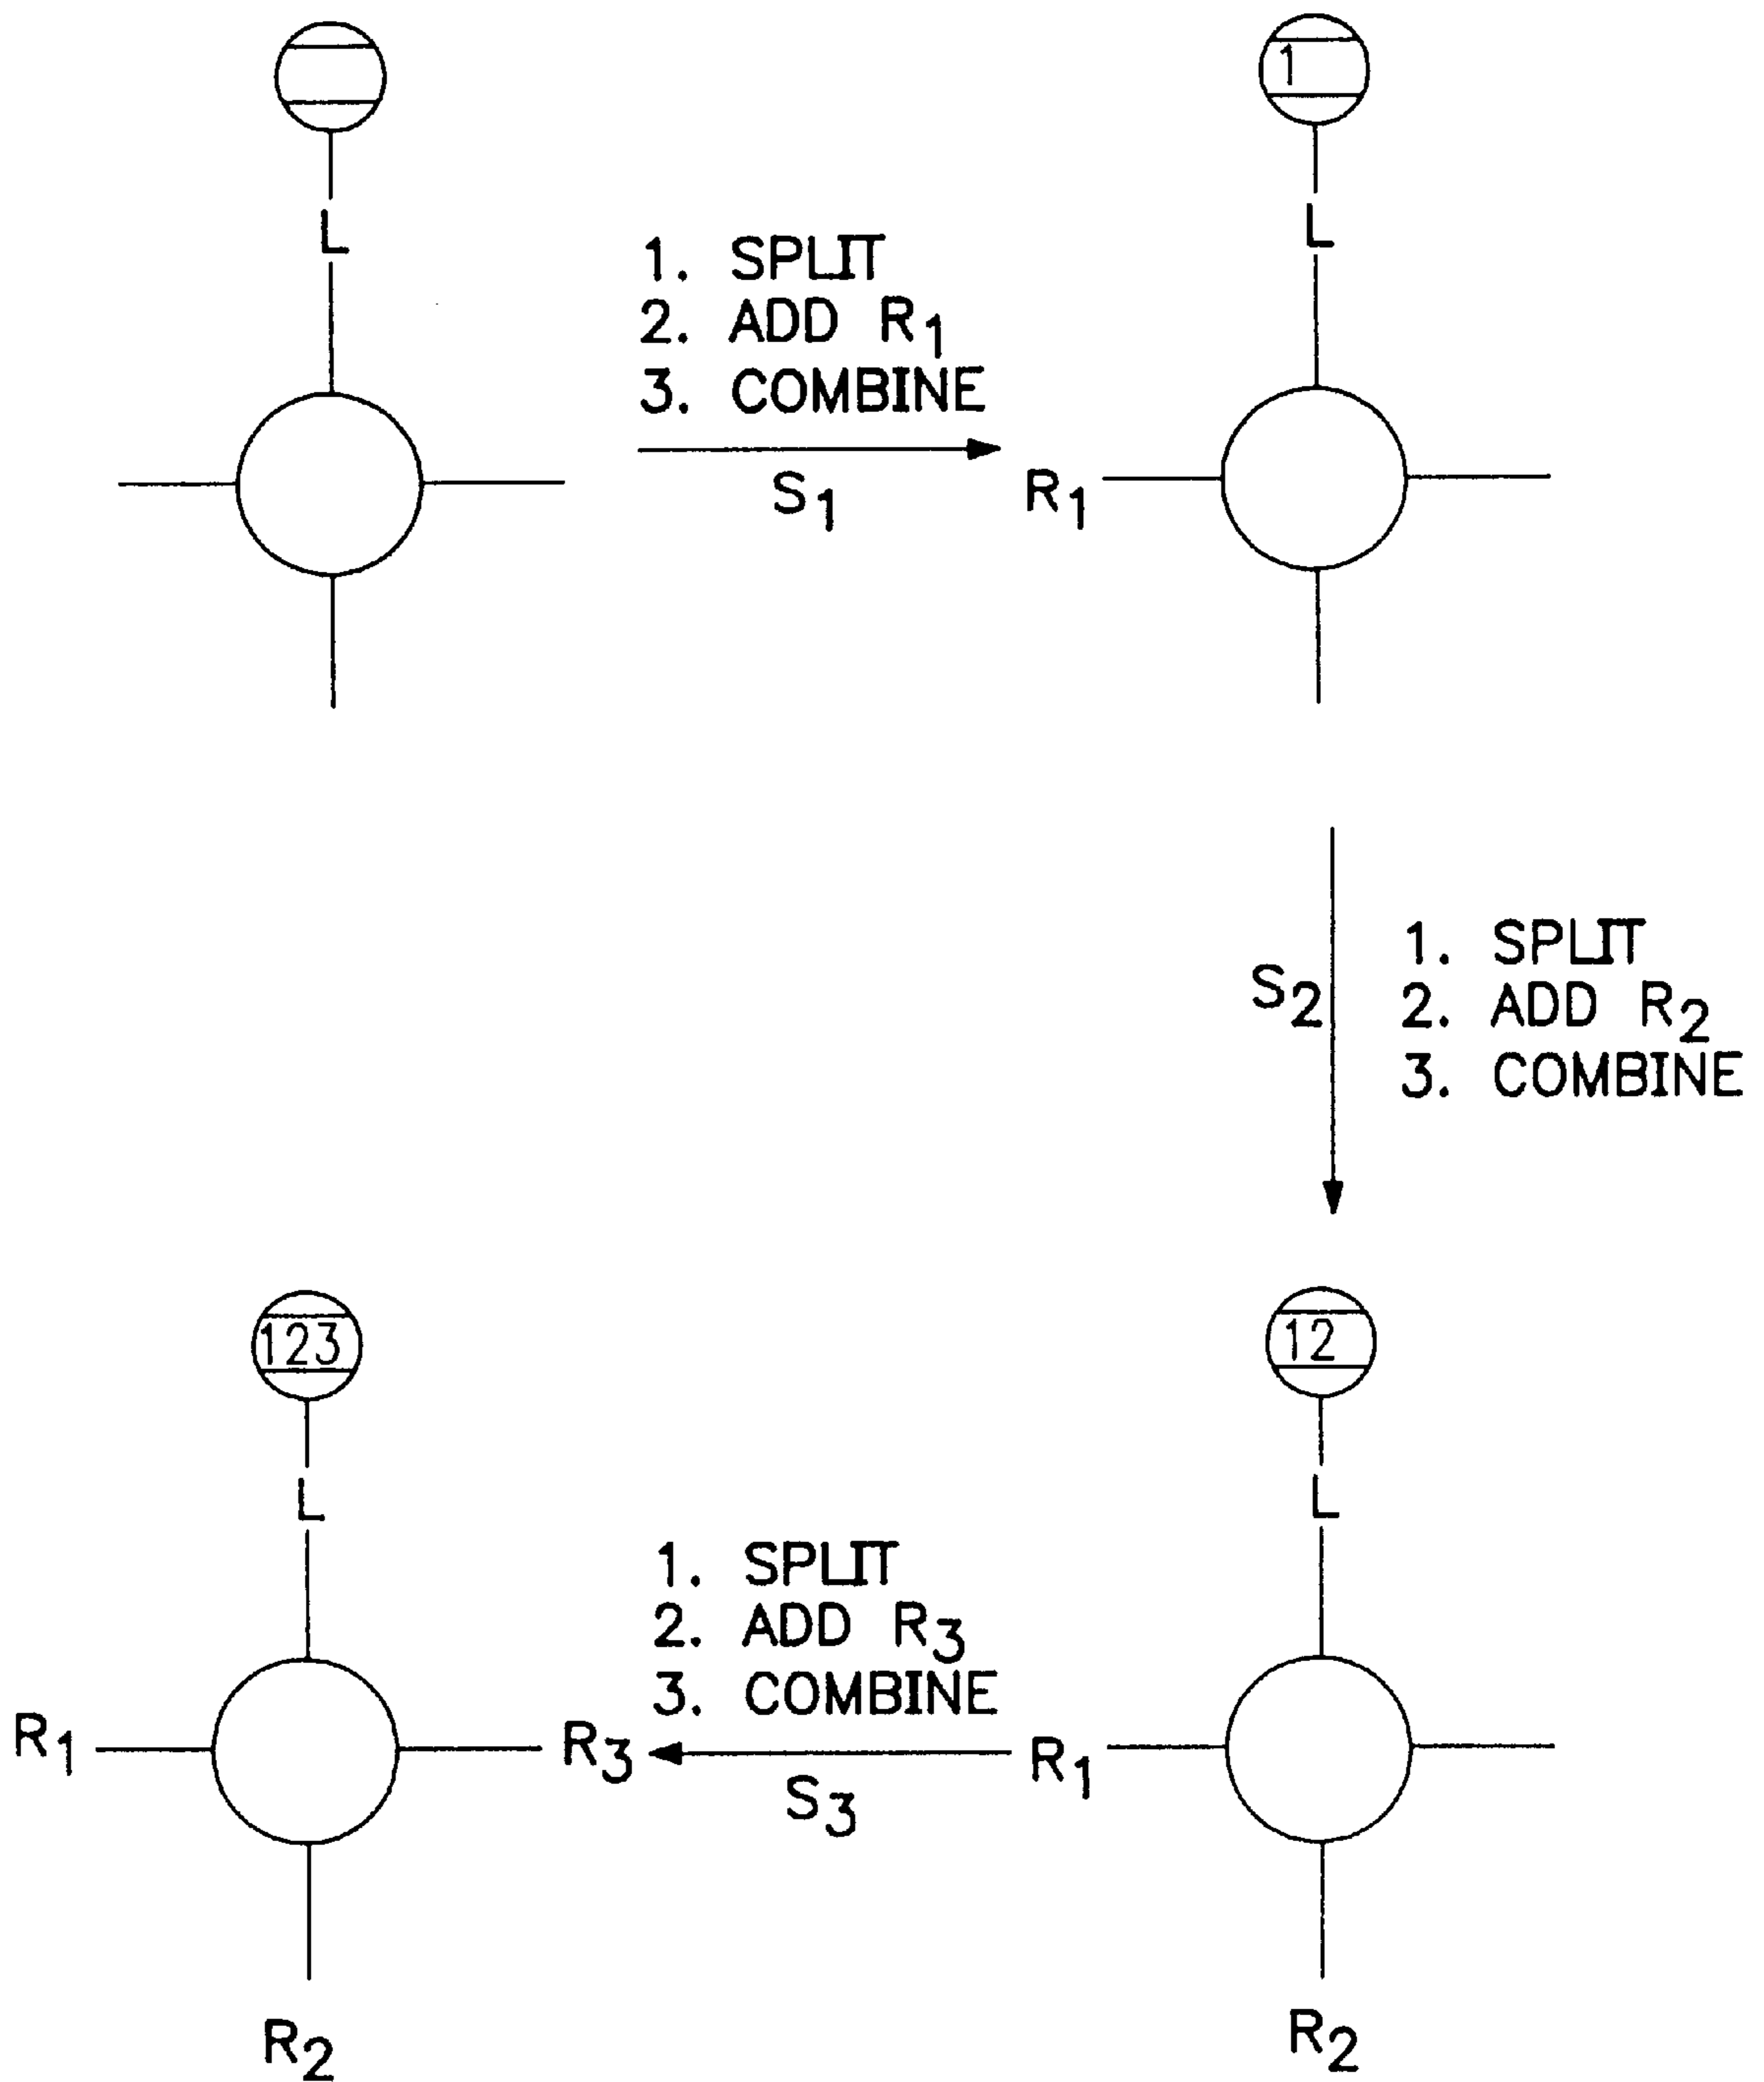 1
L
L
1. SPLIT
2. ADD R1
3. COMBINE
S1
R1
S2
1. SPLIT
2. ADD R2
3. COMBINE
123
12
L
L
1. SPLIT
2. ADD R3
3. COMBINE
R1
R3
S3
R1
R2
R2